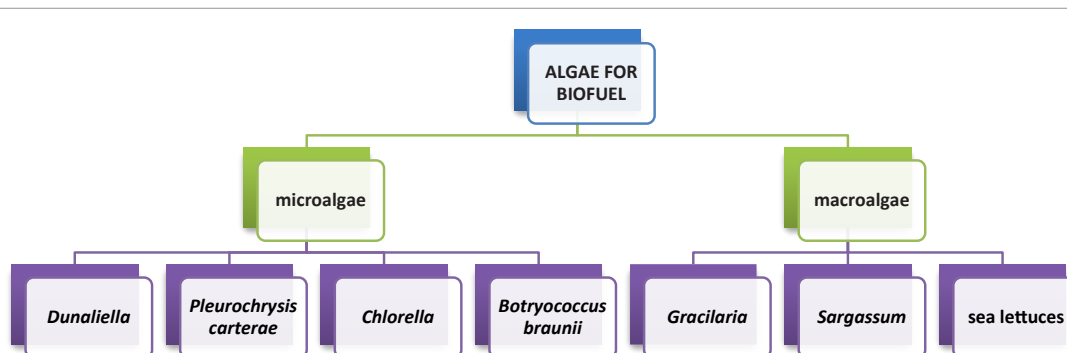 ALGAE FOR
BIOFUEL
microalgae
macroalgae
Dunaliella
Pleurochrysis
carterae
Chlorella
Botryococcus
braunii
Gracilaria
Sargassum
sea lettuces